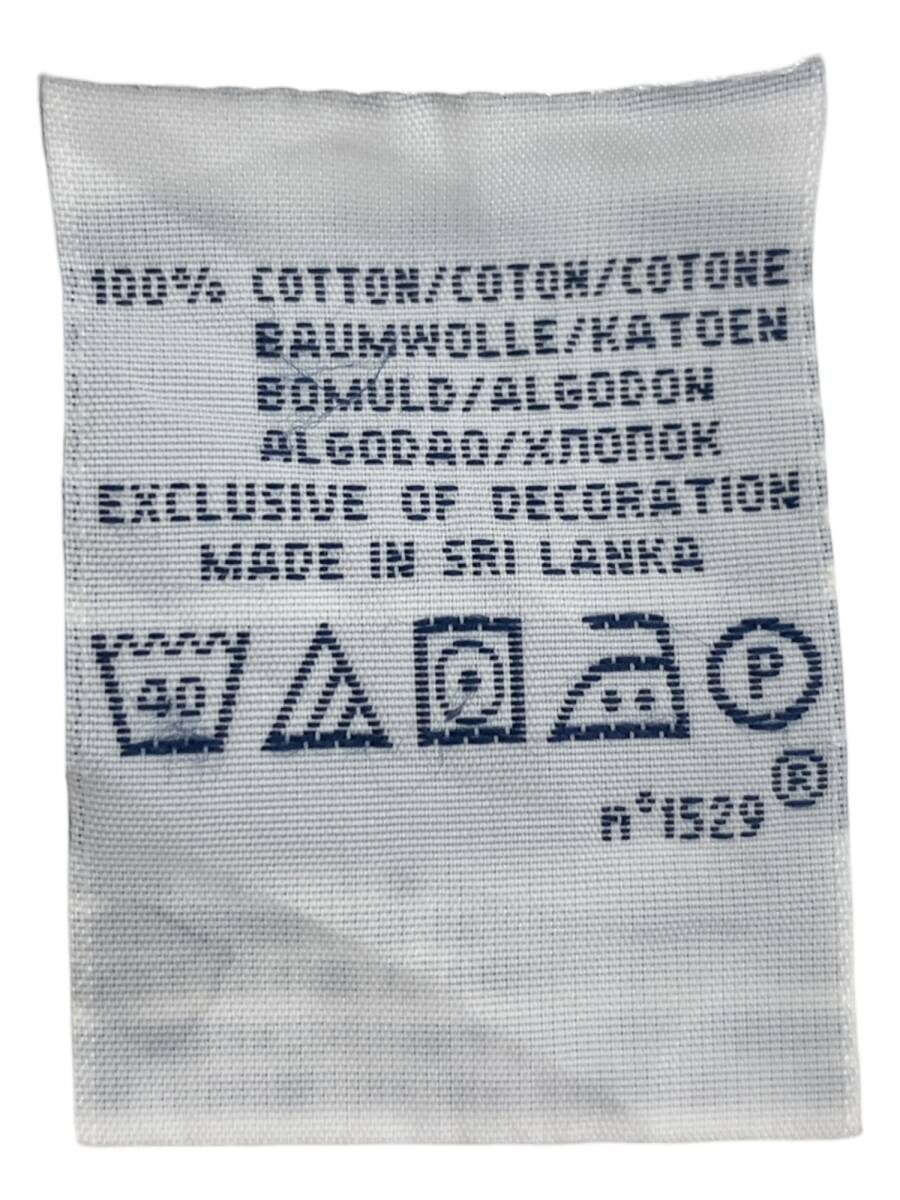 100% COTTON/COTON/COTONE
BAUMWOLLE/KATOEN
BOMULD/ALGODON
ALGODAO/ХЛОПОК
EXCLUSIVE OF DECORATION
MADE IN SRI LANKA
40 P
n°1529®